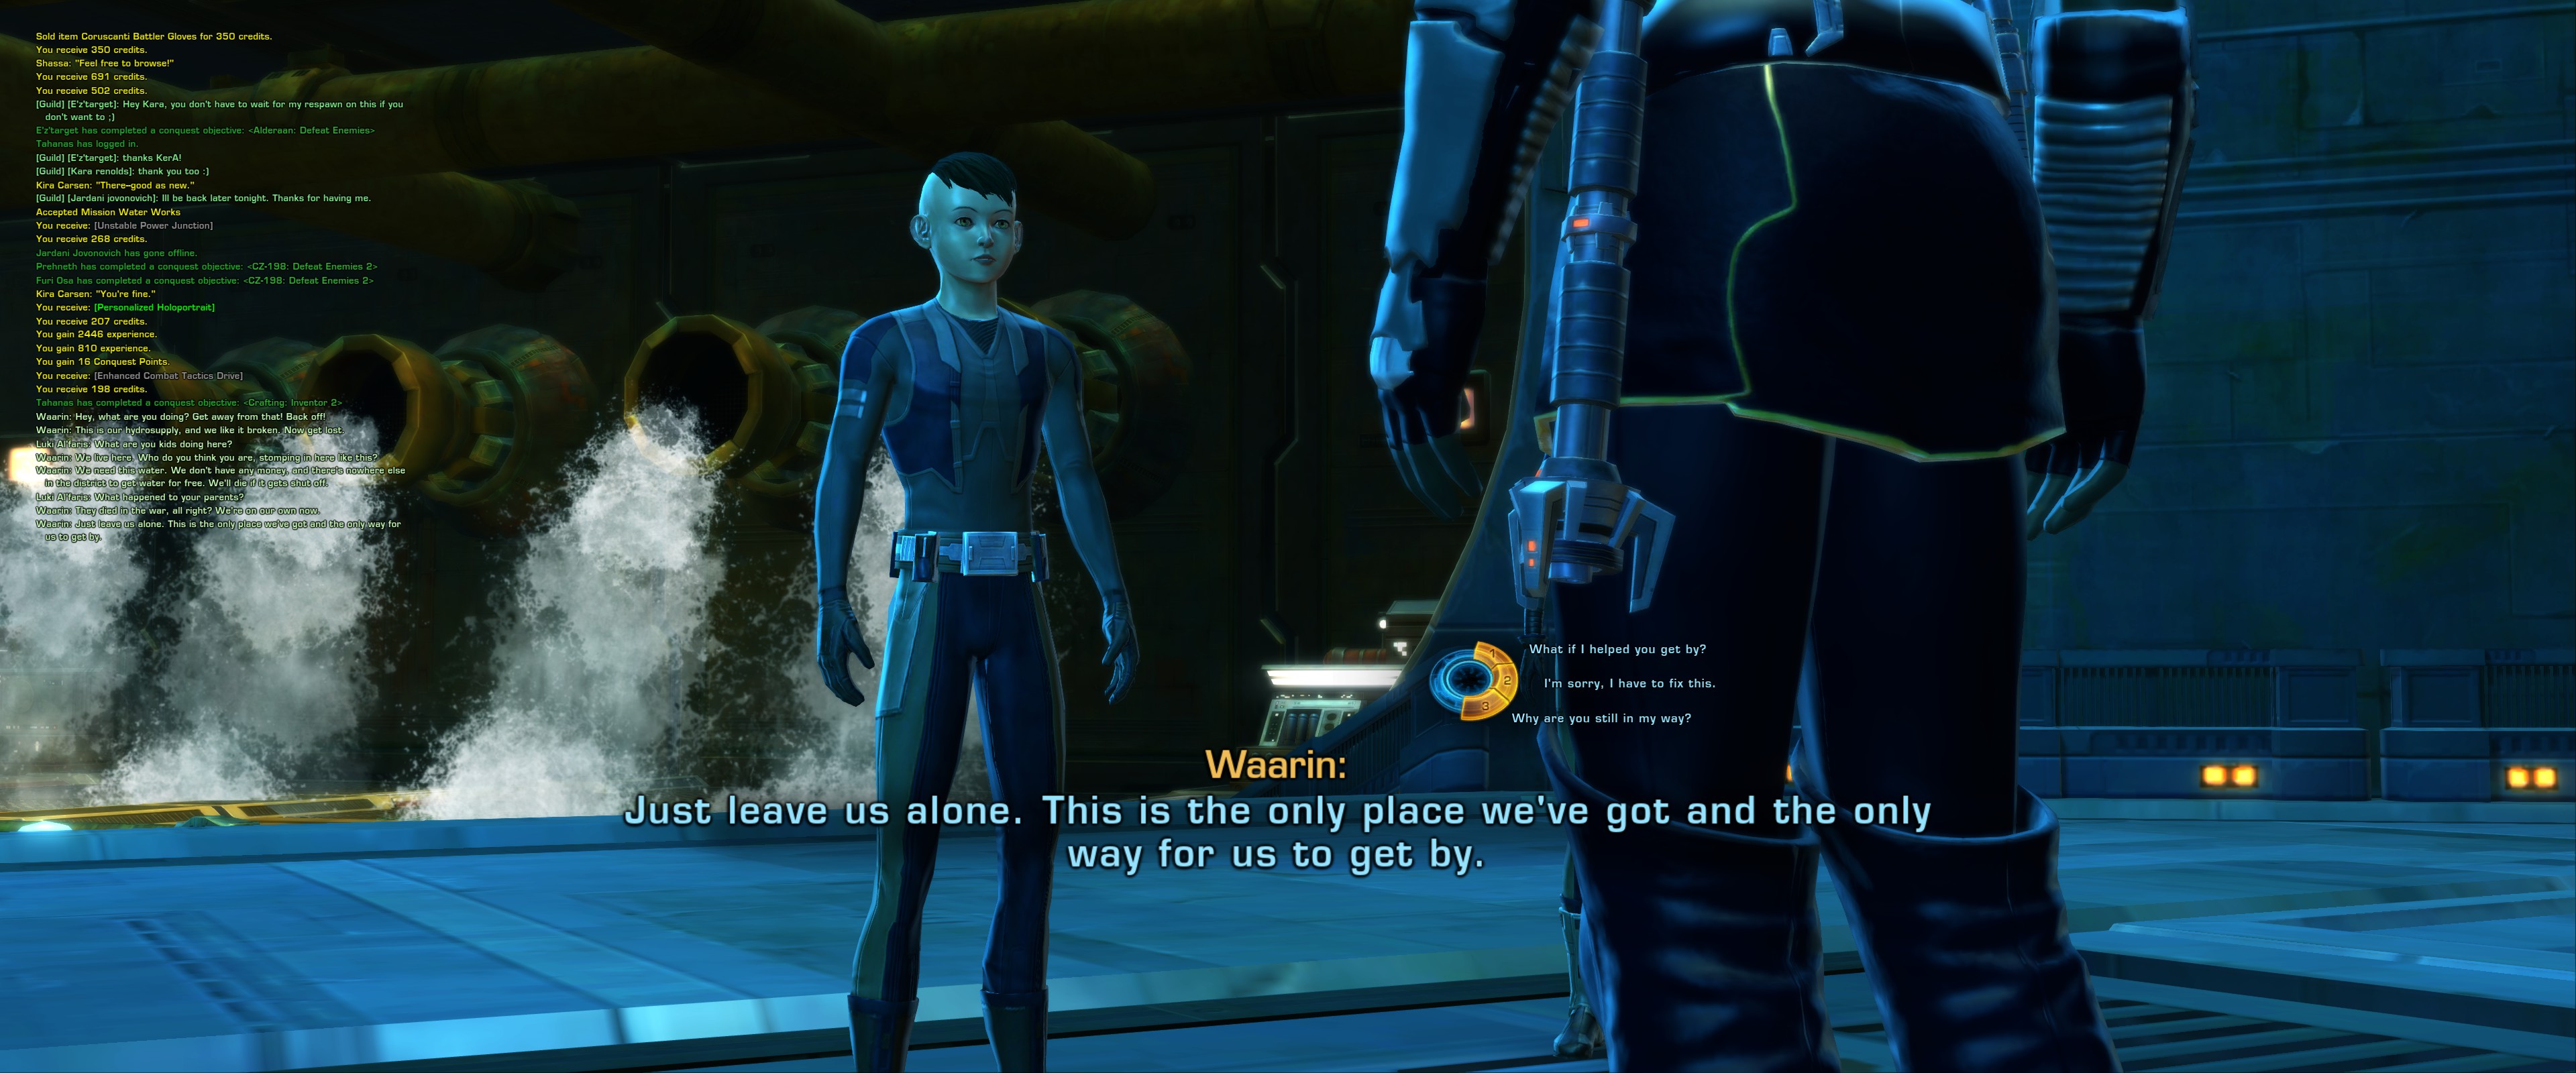 Sold item Coruscanti Battler Gloves for 350 credits.
You receive 350 credits.
Shassa: "Feel free to browse!"
You receive 691 credits.
You receive 502 credits.
[Guild] [E'z'target]: Hey Kara, you don't have to wait for my respawn on this if you
don't want to ;)
E'z'target has completed a conquest objective: <Alderaan: Defeat Enemies>
Tahanas has logged in.
[Guild] [E'z'target]: thanks KerA!
[Guild] [Kara renolds]: thank you too :)
Kira Carsen: "There—good as new."
[Guild] [Jardani jovonovich]: Ill be back later tonight. Thanks for having me.
Accepted Mission Water Works
You receive: [Unstable Power Junction]
You receive 268 credits.
Jardani Jovonovich has gone offline.
Prehneth has completed a conquest objective: <CZ-198: Defeat Enemies 2>
Furi Osa has completed a conquest objective: <CZ-198: Defeat Enemies 2>
Kira Carsen: "You're fine."
You receive: [Personalized Holoportrait]
You receive 207 credits.
You gain 2446 experience.
You gain 810 experience.
You gain 16 Conquest Points.
You receive: [Enhanced Combat Tactics Drive]
You receive 198 credits.
Tahanas has completed a conquest objective: <Crafting: Inventor 2>
Waarin: Hey, what are you doing? Get away from that! Back off!
Waarin: This is our hydrosupply, and we like it broken. Now get lost.
Luki Al'faris: What are you kids doing here?
Waarin: We live here. Who do you think you are, stomping in here like this?
Waarin: We need this water. We don't have any money, and there's nowhere else
in the district to get water for free. We'll die if it gets shut off.
Luki Al'faris: What happened to your parents?
Waarin: They died in the war, all right? We're on our own now.
Waarin: Just leave us alone. This is the only place we've got and the only way for
us to get by.
1 What if I helped you get by?
2 I'm sorry, I have to fix this.
3 Why are you still in my way?
Waarin:
Just leave us alone. This is the only place we've got and the only
way for us to get by.